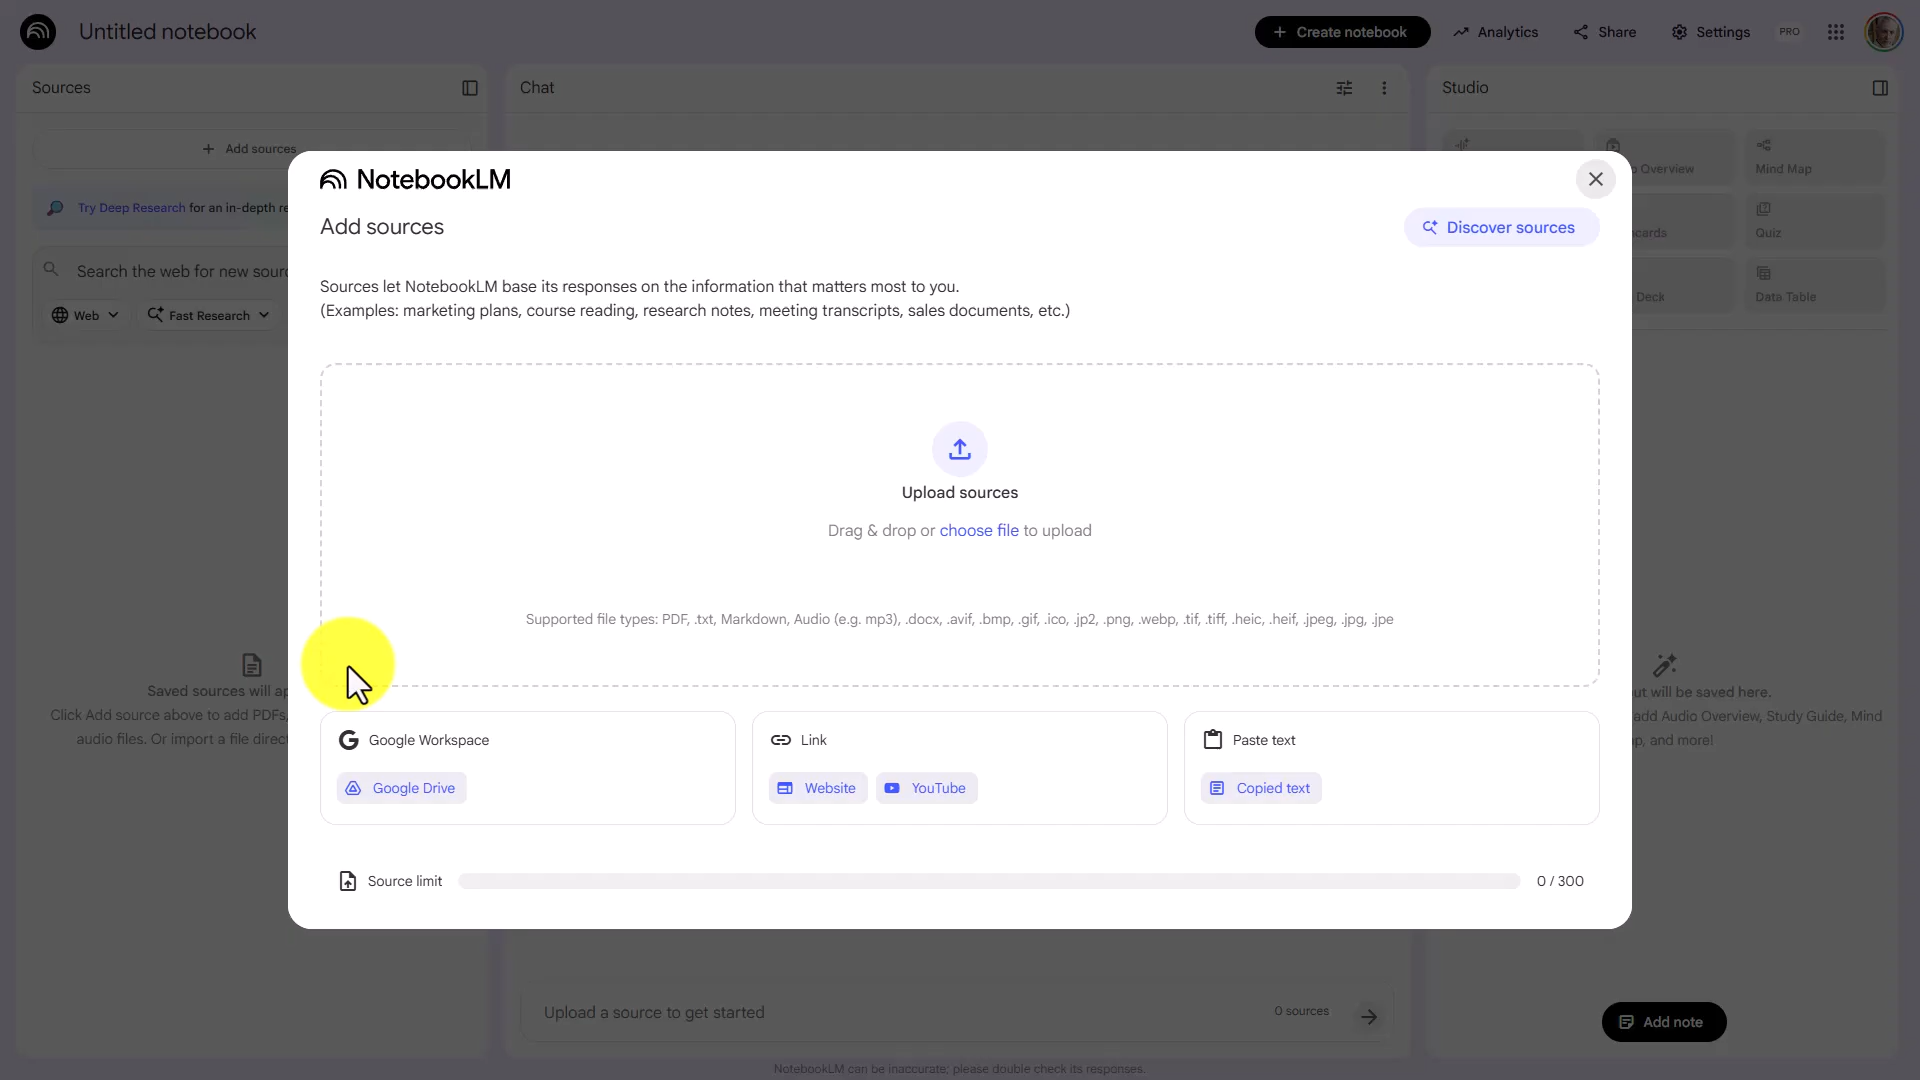 Untitled notebook
Create notebook
Analytics
Share
Settings
PRO
Sources
Chat
Studio
Add sources
Try Deep Research for an in-depth
Search the web for new
Web
Fast Research
Saved sources will
Click Add source above to add PDFs,
audio files. Or import a file
NotebookLM
Add sources
Discover sources
Sources let NotebookLM base its responses on the information that matters most to you.
(Examples: marketing plans, course reading, research notes, meeting transcripts, sales documents, etc.)
Upload sources
Drag & drop or choose file to upload
Supported file types: PDF, .txt, Markdown, Audio (e.g. mp3), .docx, .avif, .bmp, .gif, .ico, .jp2, .png, .webp, .tif, .tiff, .heic, .heif, .jpeg, .jpg, .jpe
Google Workspace
Google Drive
Link
Website
YouTube
Paste text
Copied text
Source limit
0 / 300
Overview
Mind Map
Quiz
Deck
Data Table
will be saved here.
add Audio Overview, Study Guide, Mind
and more!
Upload a source to get started
0 sources
Add note
NotebookLM can be inaccurate; please double check its responses.